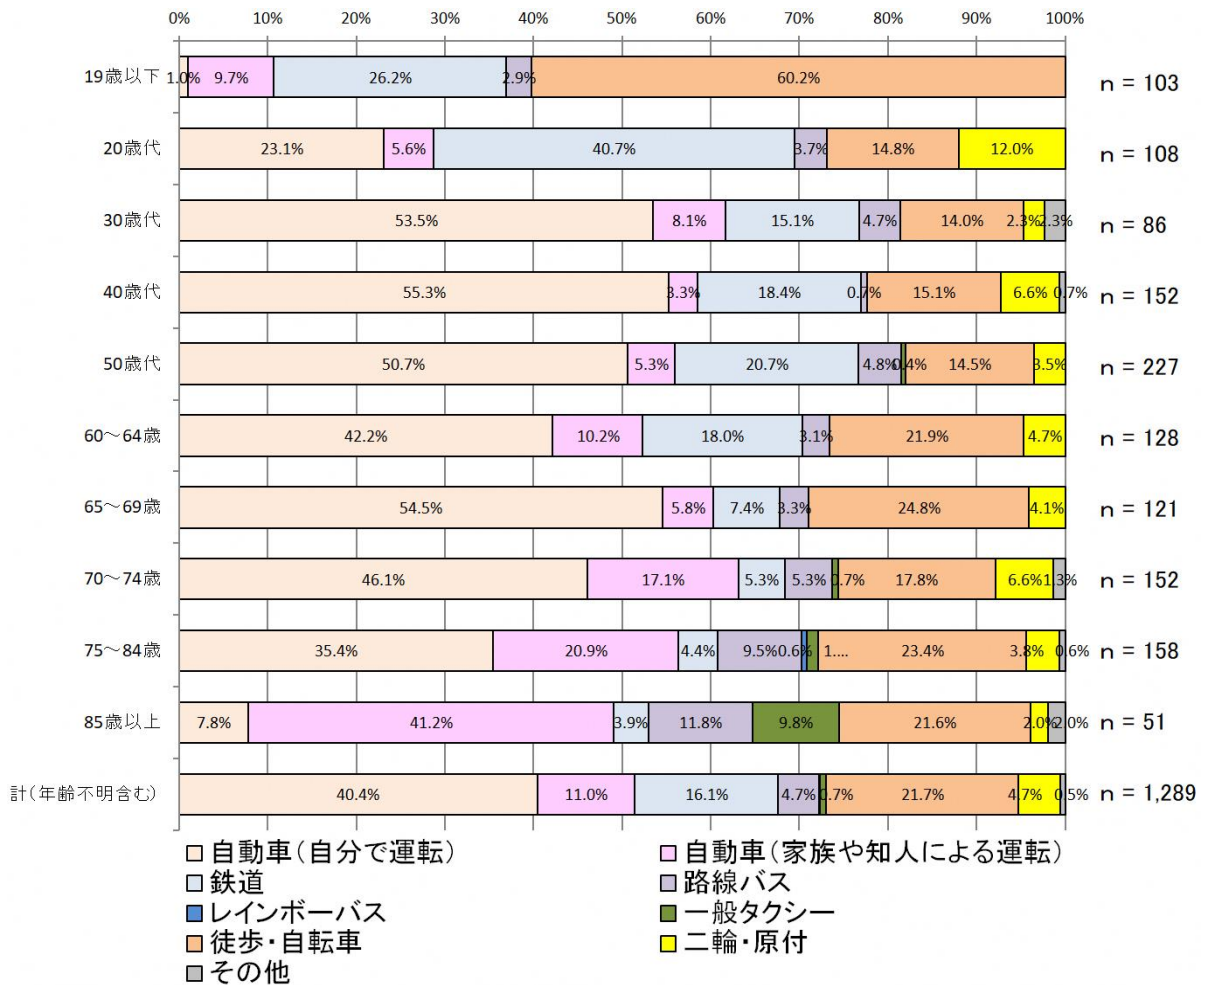 0% 10% 20% 30% 40% 50% 60% 70% 80% 90% 100%
19歳以下 1.0% 9.7% 26.2% 2.9% 60.2% n = 103
20歳代 23.1% 5.6% 40.7% 3.7% 14.8% 12.0% n = 108
30歳代 53.5% 8.1% 15.1% 4.7% 14.0% 2.3% 2.3% n = 86
40歳代 55.3% 3.3% 18.4% 0.7% 15.1% 6.6% 0.7% n = 152
50歳代 50.7% 5.3% 20.7% 4.8% 0.4% 14.5% 3.5% n = 227
60～64歳 42.2% 10.2% 18.0% 3.1% 21.9% 4.7% n = 128
65～69歳 54.5% 5.8% 7.4% 3.3% 24.8% 4.1% n = 121
70～74歳 46.1% 17.1% 5.3% 5.3% 0.7% 17.8% 6.6% 1.3% n = 152
75～84歳 35.4% 20.9% 4.4% 9.5% 0.6% 1.… 23.4% 3.8% 0.6% n = 158
85歳以上 7.8% 41.2% 3.9% 11.8% 9.8% 21.6% 2.0% 2.0% n = 51
計（年齢不明含む） 40.4% 11.0% 16.1% 4.7% 0.7% 21.7% 4.7% 0.5% n = 1,289
自動車（自分で運転） 自動車（家族や知人による運転）
鉄道 路線バス
レインボーバス 一般タクシー
徒歩・自転車 二輪・原付
その他